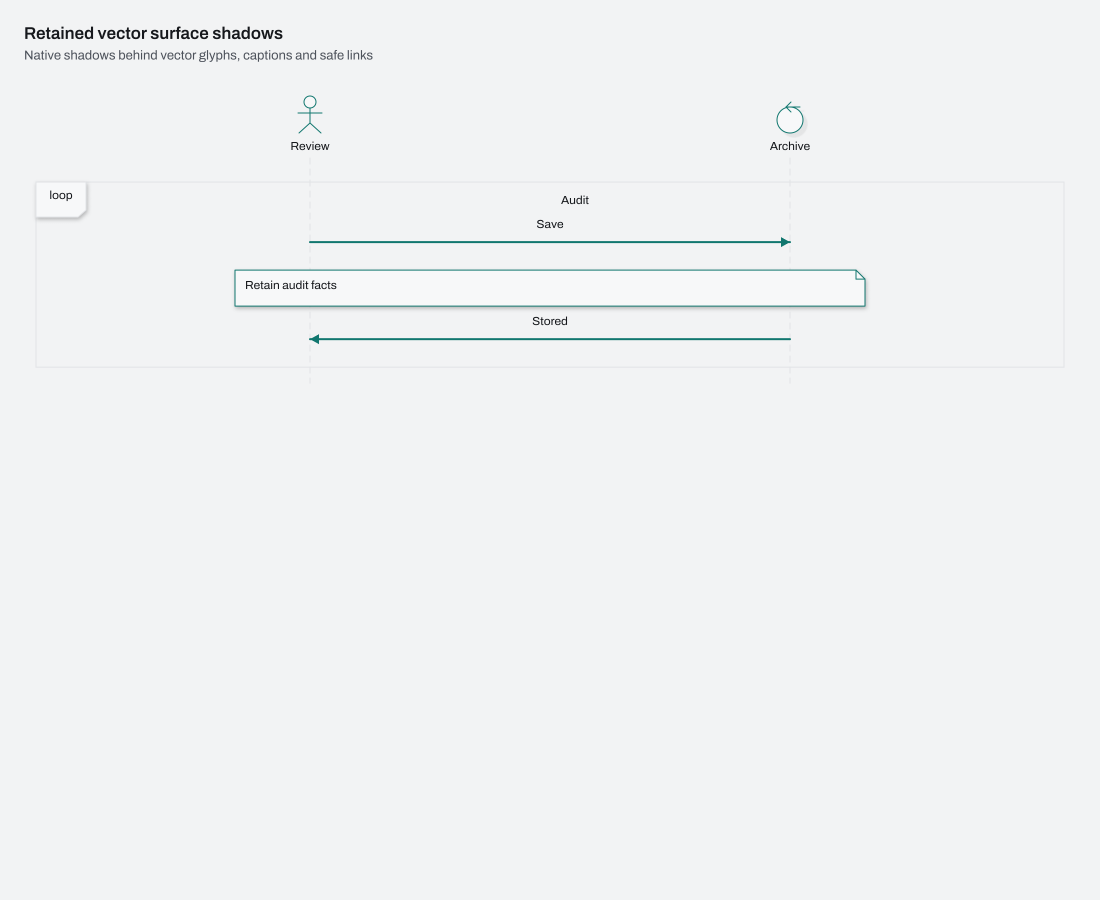 Retained vector surface shadows
Native shadows behind vector glyphs, captions and safe links
Review
Archive
loop
Audit
Save
Retain audit facts
Stored